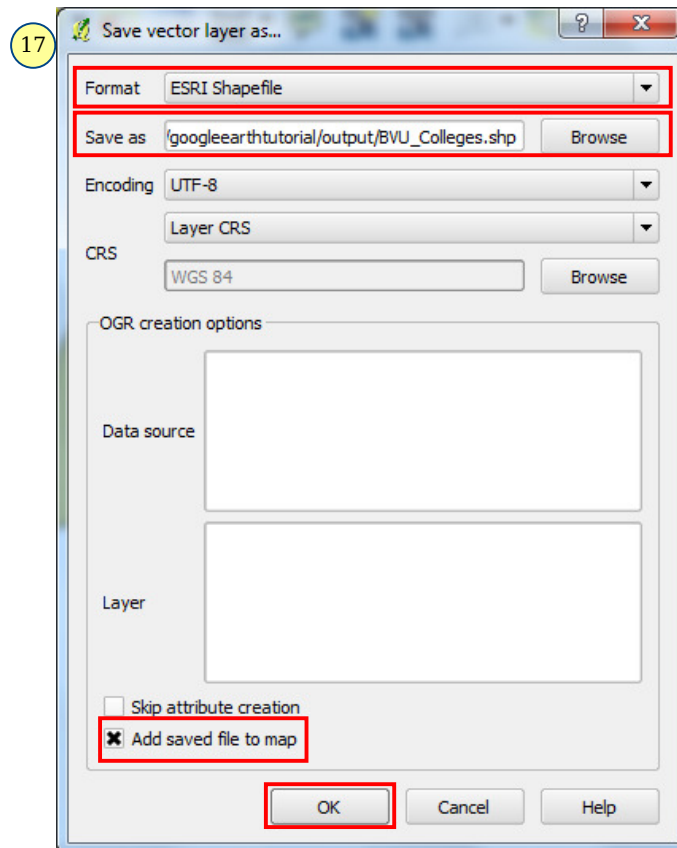 17
Save vector layer as...
?
Format ESRI Shapefile
Save as /googleearthtutorial/output/BVU_Colleges.shp Browse
Encoding UTF-8
Layer CRS
CRS
WGS 84 Browse
OGR creation options
Data source
Layer
Skip attribute creation
Add saved file to map
OK Cancel Help